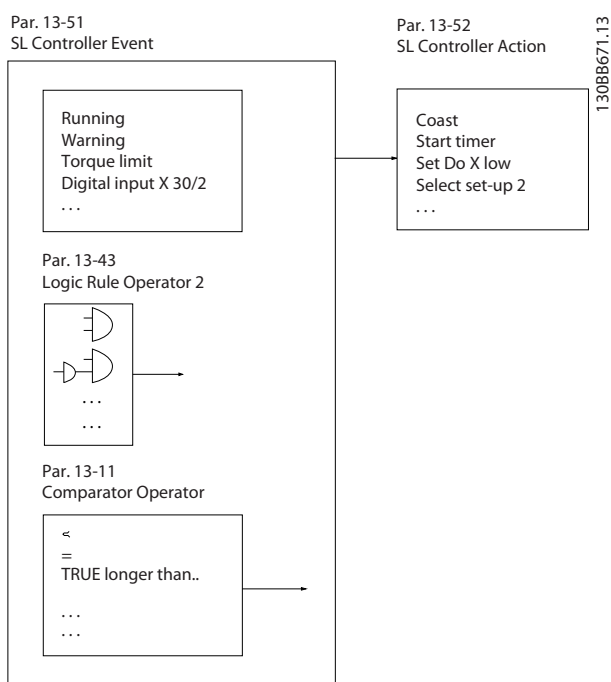 Par. 13-51
SL Controller Event
Par. 13-52
SL Controller Action
130BB671.13
Running
Warning
Torque limit
Digital input X 30/2
. . .
Coast
Start timer
Set Do X low
Select set-up 2
. . .
Par. 13-43
Logic Rule Operator 2
. . .
. . .
Par. 13-11
Comparator Operator
=
TRUE longer than..
. . .
. . .